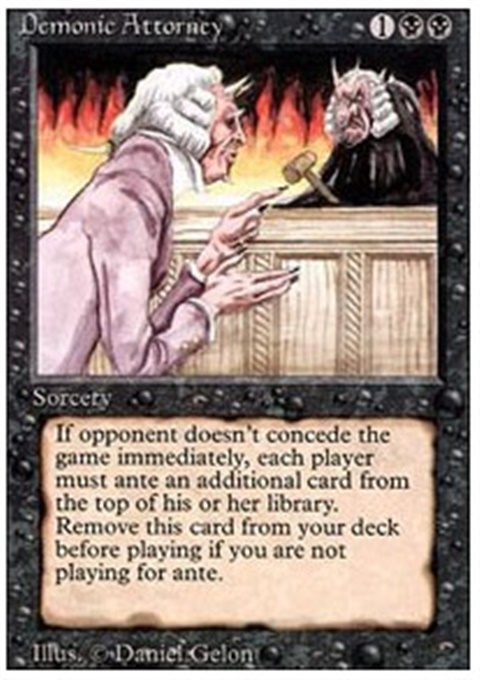 Demonic Attorney 1
Sorcery
If opponent doesn't concede the
game immediately, each player
must ante an additional card from
the top of his or her library.
Remove this card from your deck
before playing if you are not
playing for ante.
Illus. © Daniel Gelon